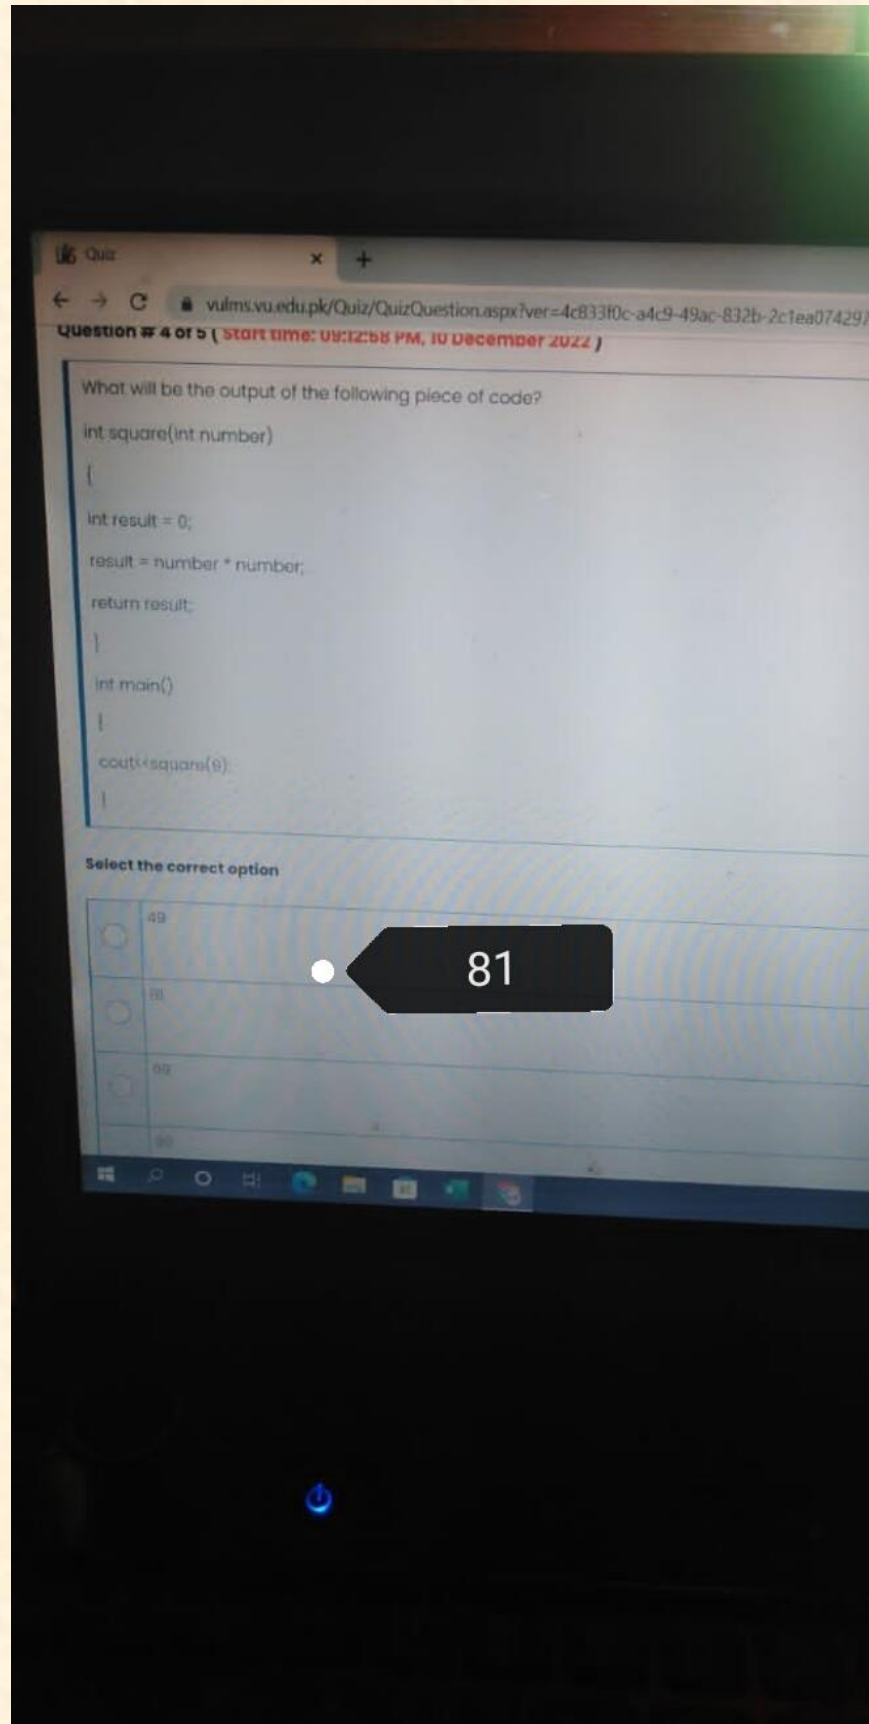 Quiz
vulms.vu.edu.pk/Quiz/QuizQuestion.aspx?ver=4c833f0c-a4c9-49ac-832b-2c1ea074297
Question # 4 of 5 ( Start time: 09:12:58 PM, 10 December 2022 )
What will be the output of the following piece of code?
int square(int number)
{
int result = 0;
result = number * number;
return result;
}
int main()
{
cout<<square(9);
}
Select the correct option
49
81
81
69